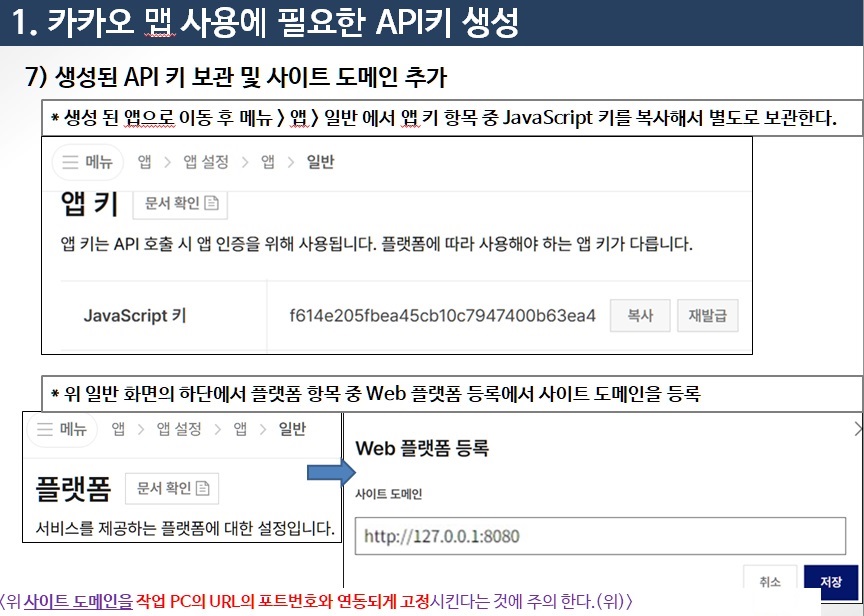 1. 카카오 맵 사용에 필요한 API키 생성
7) 생성된 API 키 보관 및 사이트 도메인 추가
* 생성 된 앱으로 이동 후 메뉴 > 앱 > 일반 에서 앱 키 항목 중 JavaScript 키를 복사해서 별도로 보관한다.
메뉴 앱 > 앱 설정 > 앱 > 일반
앱 키 문서 확인
앱 키는 API 호출 시 앱 인증을 위해 사용됩니다. 플랫폼에 따라 사용해야 하는 앱 키가 다릅니다.
JavaScript 키 f614e205fbea45cb10c7947400b63ea4 복사 재발급
* 위 일반 화면의 하단에서 플랫폼 항목 중 Web 플랫폼 등록에서 사이트 도메인을 등록
메뉴 앱 > 앱 설정 > 앱 > 일반
플랫폼 문서 확인
서비스를 제공하는 플랫폼에 대한 설정입니다.
Web 플랫폼 등록
사이트 도메인
http://127.0.0.1:8080
취소 저장
<위 사이트 도메인을 작업 PC의 URL의 포트번호와 연동되게 고정시킨다는 것에 주의 한다.(위)>